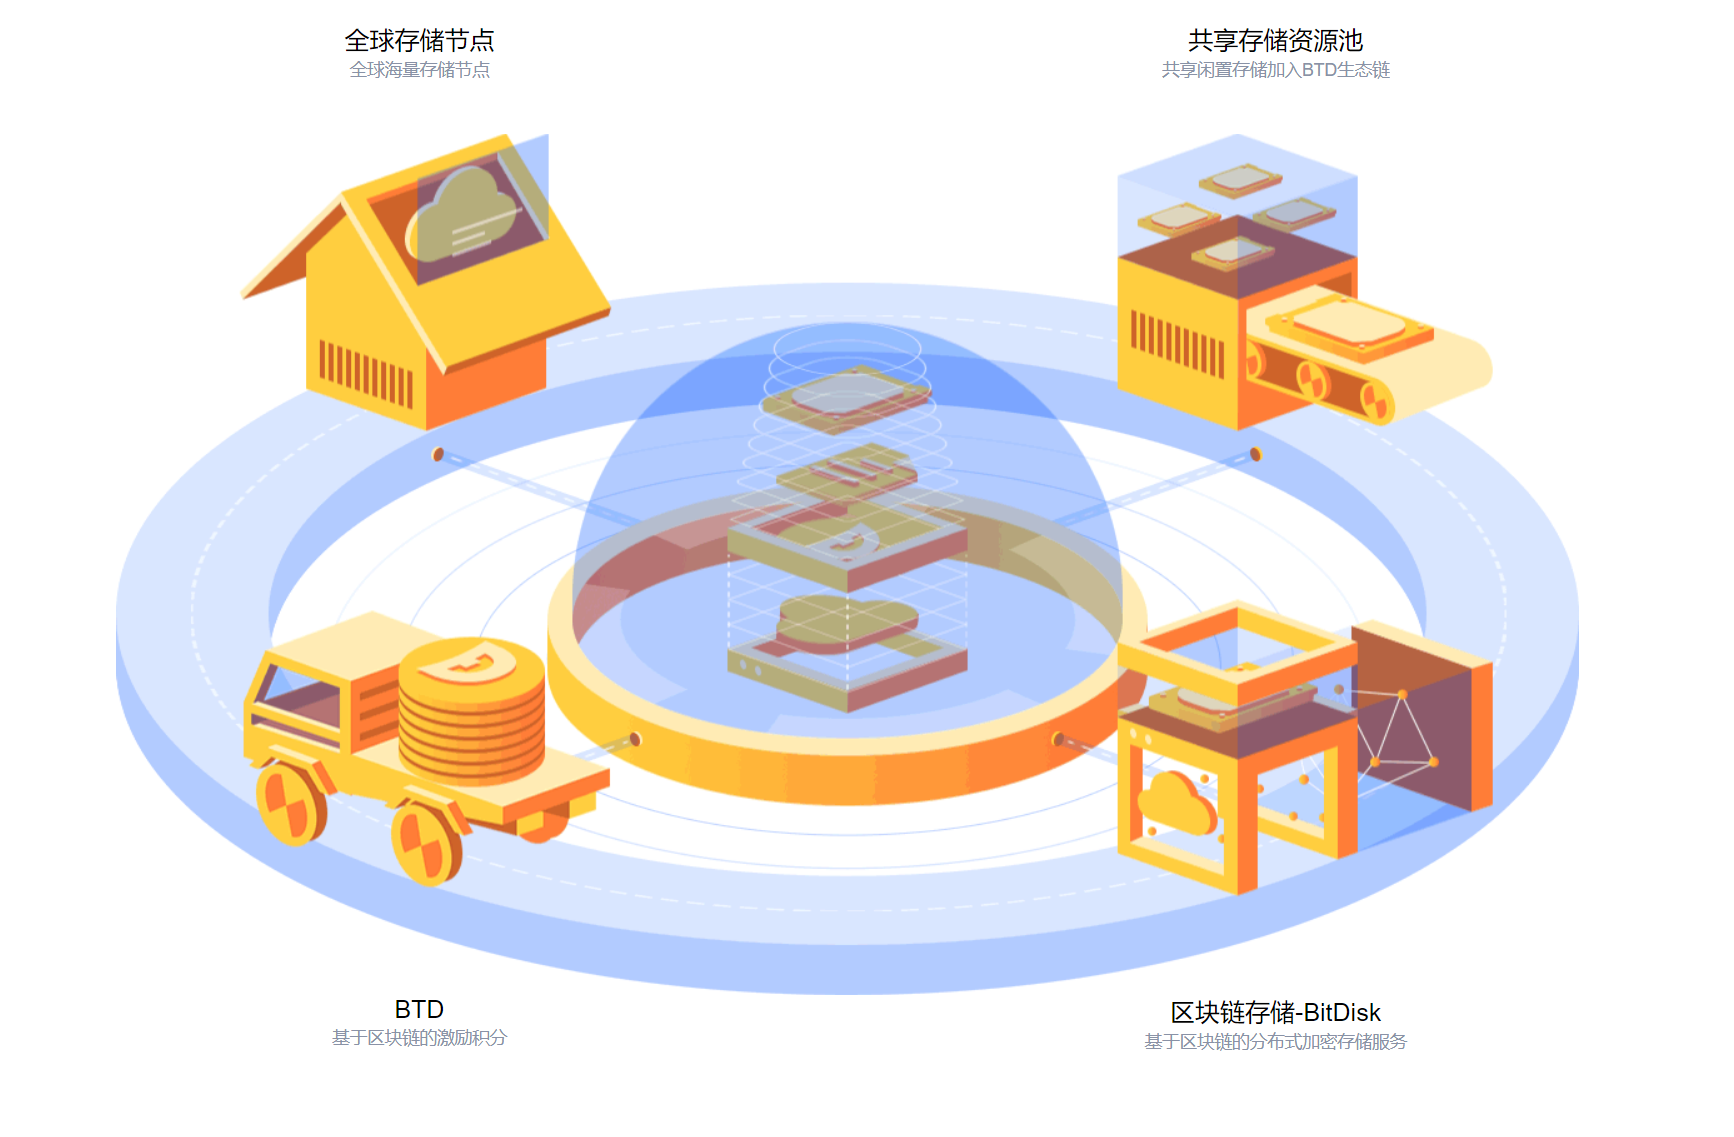 全球存储节点
全球海量存储节点
共享存储资源池
共享闲置存储加入BTD生态链
BTD
基于区块链的激励积分
区块链存储-BitDisk
基于区块链的分布式加密存储服务